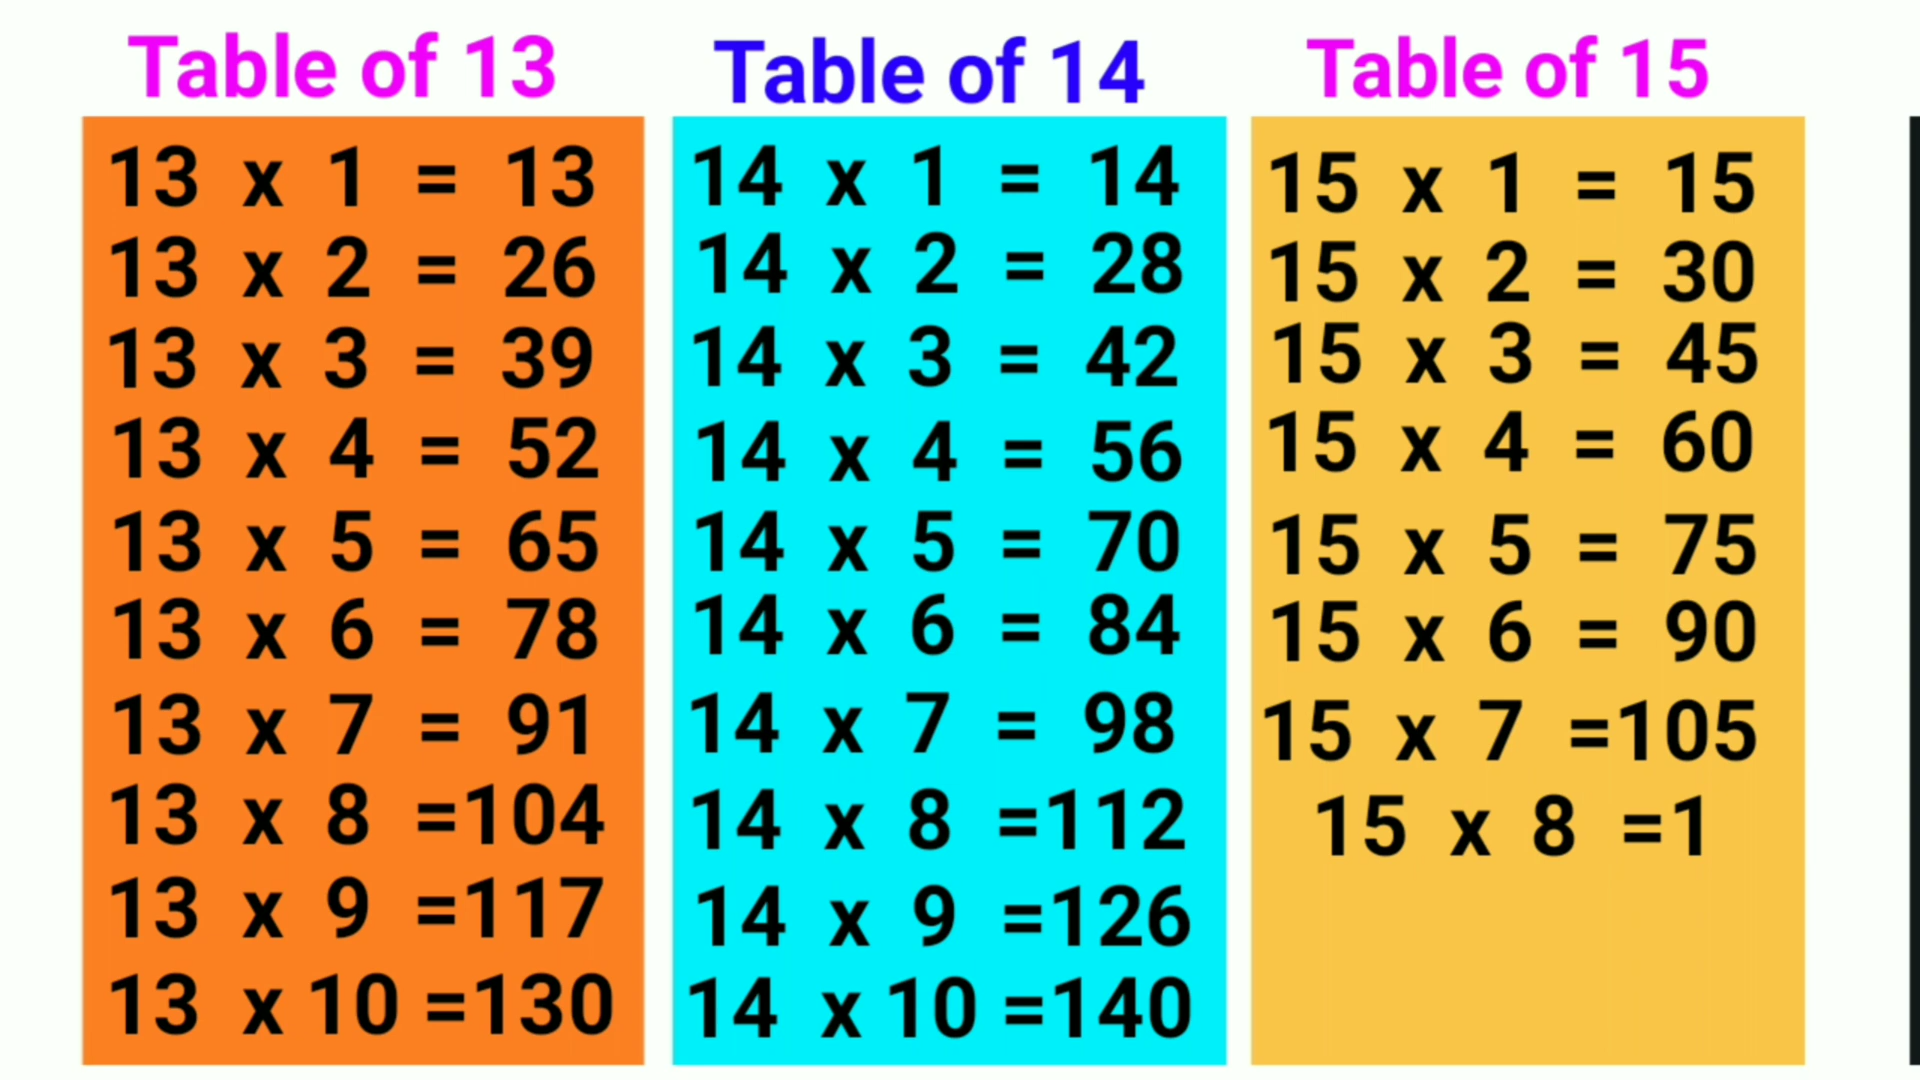 Table of 13
13 x 1 = 13
13 x 2 = 26
13 x 3 = 39
13 x 4 = 52
13 x 5 = 65
13 x 6 = 78
13 x 7 = 91
13 x 8 =104
13 x 9 =117
13 x 10 =130
Table of 14
14 x 1 = 14
14 x 2 = 28
14 x 3 = 42
14 x 4 = 56
14 x 5 = 70
14 x 6 = 84
14 x 7 = 98
14 x 8 =112
14 x 9 =126
14 x 10 =140
Table of 15
15 x 1 = 15
15 x 2 = 30
15 x 3 = 45
15 x 4 = 60
15 x 5 = 75
15 x 6 = 90
15 x 7 =105
15 x 8 =1